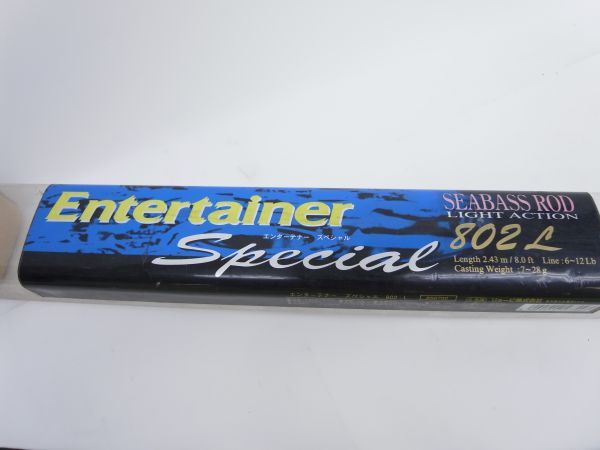 Entertainer
エンターテナー スペシャル
Special
SEABASS ROD
LIGHT ACTION
802L
Length 2.43 m / 8.0 ft Line : 6~12 Lb
Casting Weight : 7~28 g
エンターテナー スペシャル 802 L